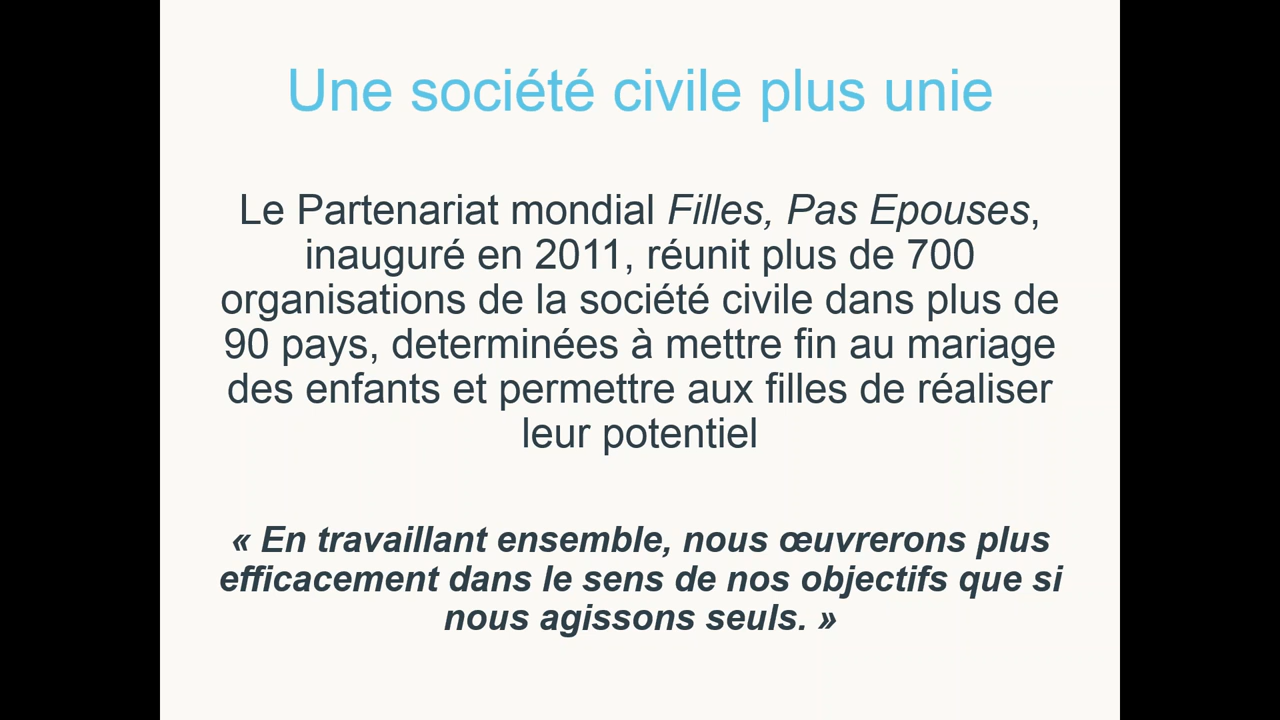 Une société civile plus unie
Le Partenariat mondial Filles, Pas Epouses,
inauguré en 2011, réunit plus de 700
organisations de la société civile dans plus de
90 pays, determinées à mettre fin au mariage
des enfants et permettre aux filles de réaliser
leur potentiel
« En travaillant ensemble, nous œuvrerons plus
efficacement dans le sens de nos objectifs que si
nous agissons seuls. »